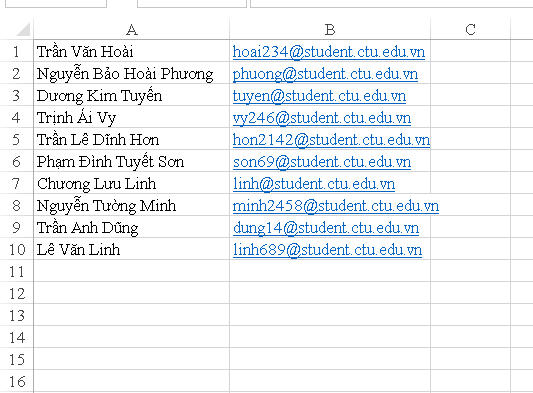 A B C
1 Trần Văn Hoài hoai234@student.ctu.edu.vn
2 Nguyễn Bảo Hoài Phương phuong@student.ctu.edu.vn
3 Dương Kim Tuyến tuyen@student.ctu.edu.vn
4 Trịnh Ái Vy vy246@student.ctu.edu.vn
5 Trần Lê Dĩnh Hơn hon2142@student.ctu.edu.vn
6 Phạm Đình Tuyết Sơn son69@student.ctu.edu.vn
7 Chương Lưu Linh linh@student.ctu.edu.vn
8 Nguyễn Tường Minh minh2458@student.ctu.edu.vn
9 Trần Anh Dũng dung14@student.ctu.edu.vn
10 Lê Văn Linh linh689@student.ctu.edu.vn
11
12
13
14
15
16